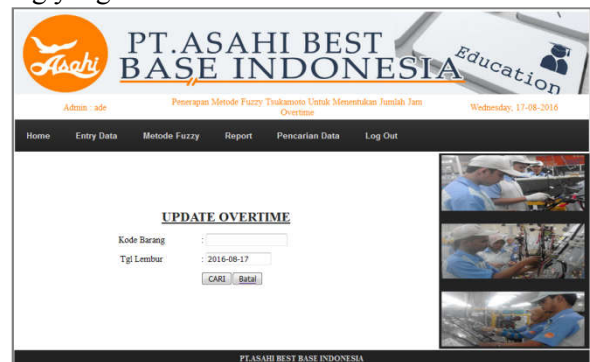 Asahi
PT.ASAHI BEST
BASE INDONESIA
Education
Admin : ade
Penerapan Metode Fuzzy Tsukamoto Untuk Menentukan Jumlah Jam
Overtime
Wednesday, 17-08-2016
Home Entry Data Metode Fuzzy Report Pencarian Data Log Out
UPDATE OVERTIME
Kode Barang :
Tgl Lembur : 2016-08-17
CARI Batal
PT.ASAHI BEST BASE INDONESIA